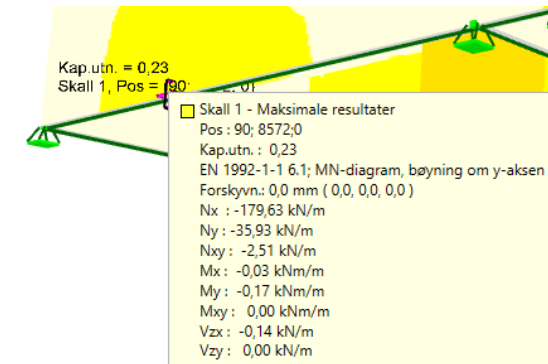 Kap.utn. = 0,23
Skall 1, Pos = (90;
Skall 1 - Maksimale resultater
Pos : 90; 8572;0
Kap.utn. : 0,23
EN 1992-1-1 6.1; MN-diagram, bøyning om y-aksen
Forskyvn.: 0,0 mm ( 0,0, 0,0, 0,0 )
Nx : -179,63 kN/m
Ny : -35,93 kN/m
Nxy : -2,51 kN/m
Mx : -0,03 kNm/m
My : -0,17 kNm/m
Mxy : 0,00 kNm/m
Vzx : -0,14 kN/m
Vzy : 0,00 kN/m